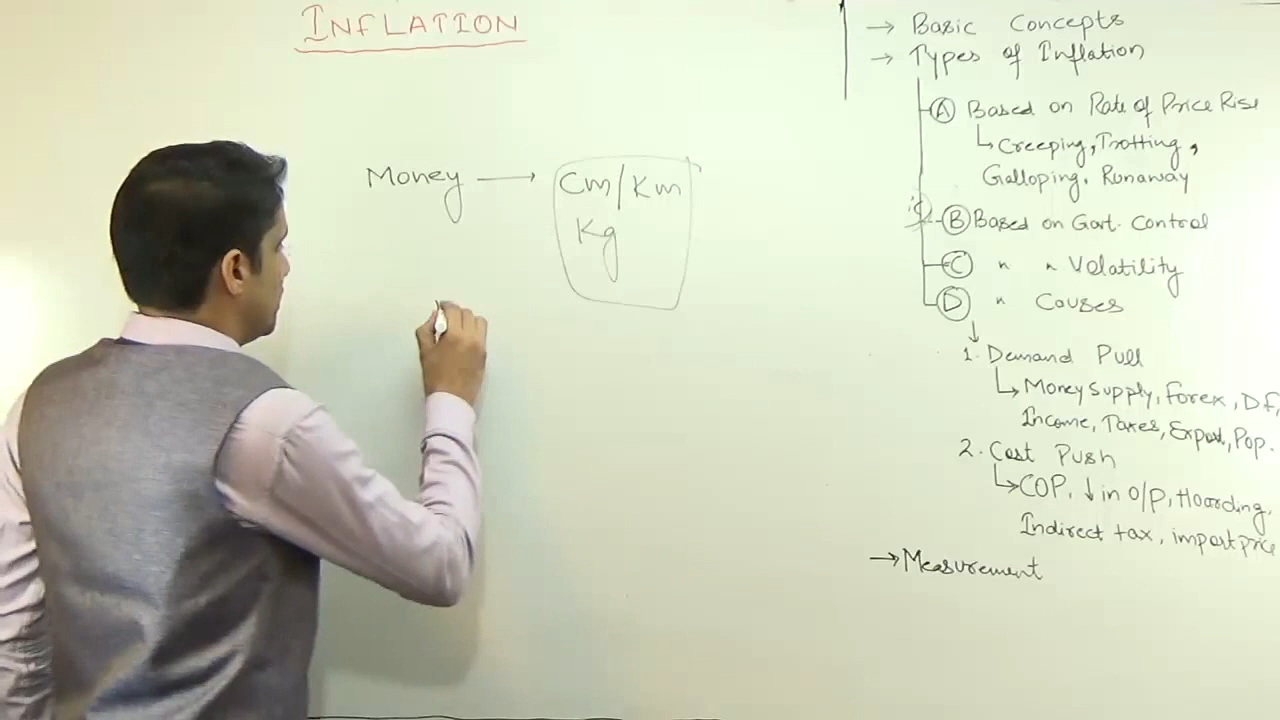 INFLATION
Money → Cm/Km
Kg
→ Basic Concepts
→ Types of Inflation
A Based on Rate of Price Rise
↳ Creeping, Trotting,
Galloping, Runaway
B Based on Govt. Control
C " " Volatility
D " Causes
↓
1. Demand Pull
↳ Money supply, Forex, DF,
Income, Taxes, Export, Pop.
2. Cost Push
↳ COP, ↓ in O/P, Hoarding,
Indirect tax, import price
→ Measurement